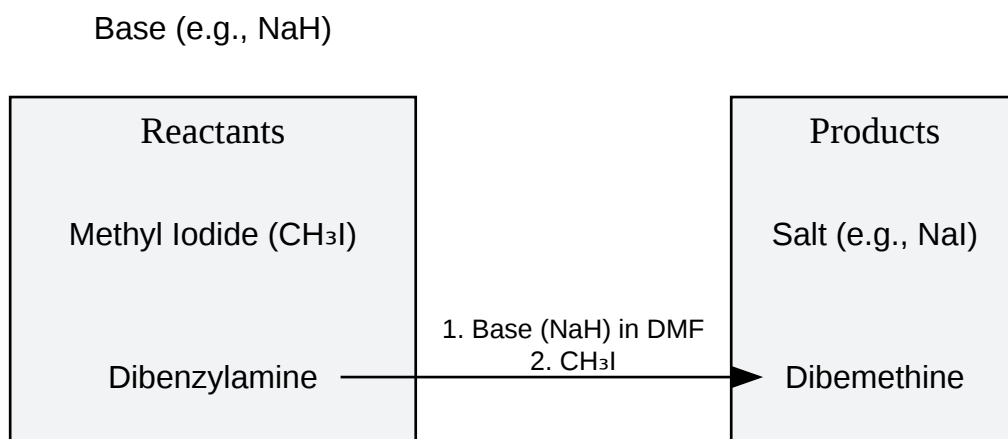 Base (e.g., NaH)
Reactants
Methyl Iodide (CH₃I)
Dibenzylamine
1. Base (NaH) in DMF
2. CH₃I
Products
Salt (e.g., NaI)
Dibemethine